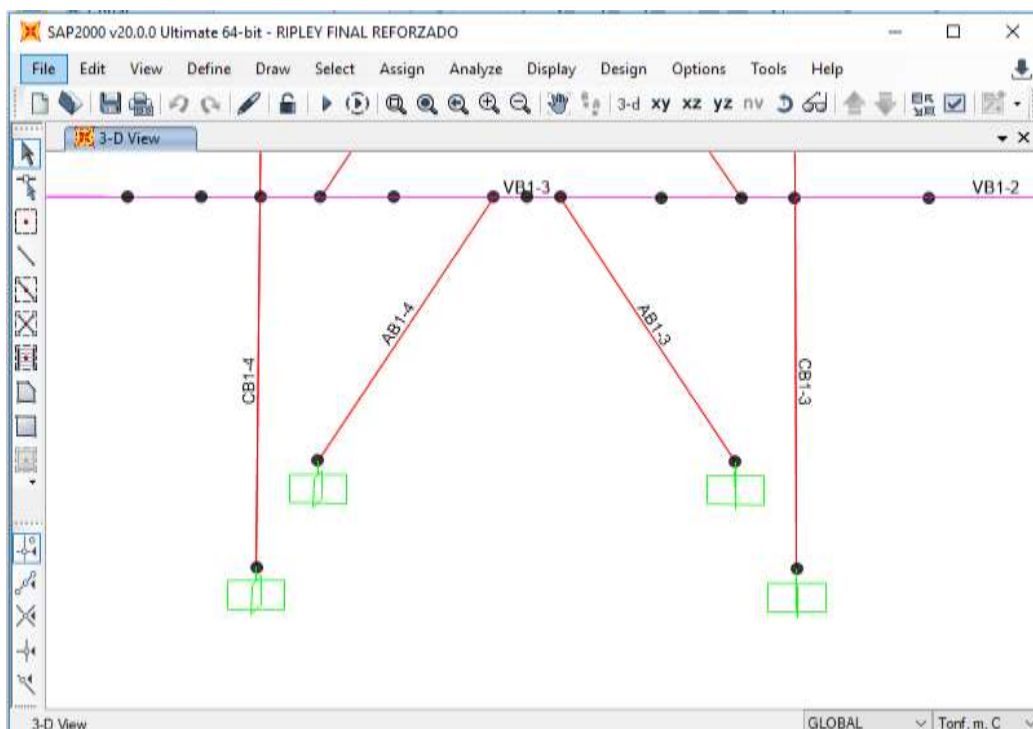 SAP2000 v20.0.0 Ultimate 64-bit - RIPLEY FINAL REFORZADO
File Edit View Define Draw Select Assign Analyze Display Design Options Tools Help
3-d xy xz yz nv
3-D View
VB1-3 VB1-2
AB1-4 AB1-3
CB1-4 CB1-3
3-D View GLOBAL Tonf, m, C